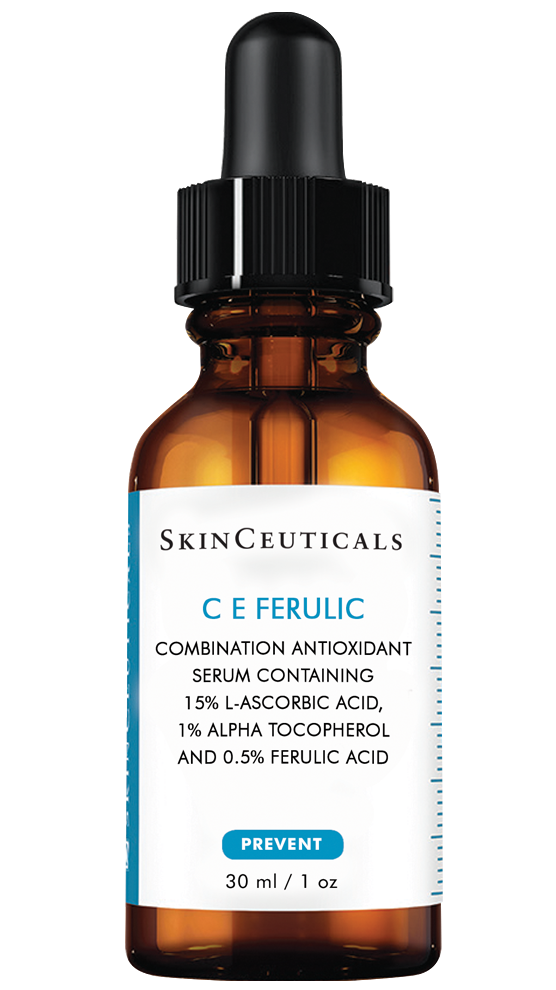 SKINCEUTICALS
C E FERULIC
COMBINATION ANTIOXIDANT
SERUM CONTAINING
15% L-ASCORBIC ACID,
1% ALPHA TOCOPHEROL
AND 0.5% FERULIC ACID
PREVENT
30 ml / 1 oz